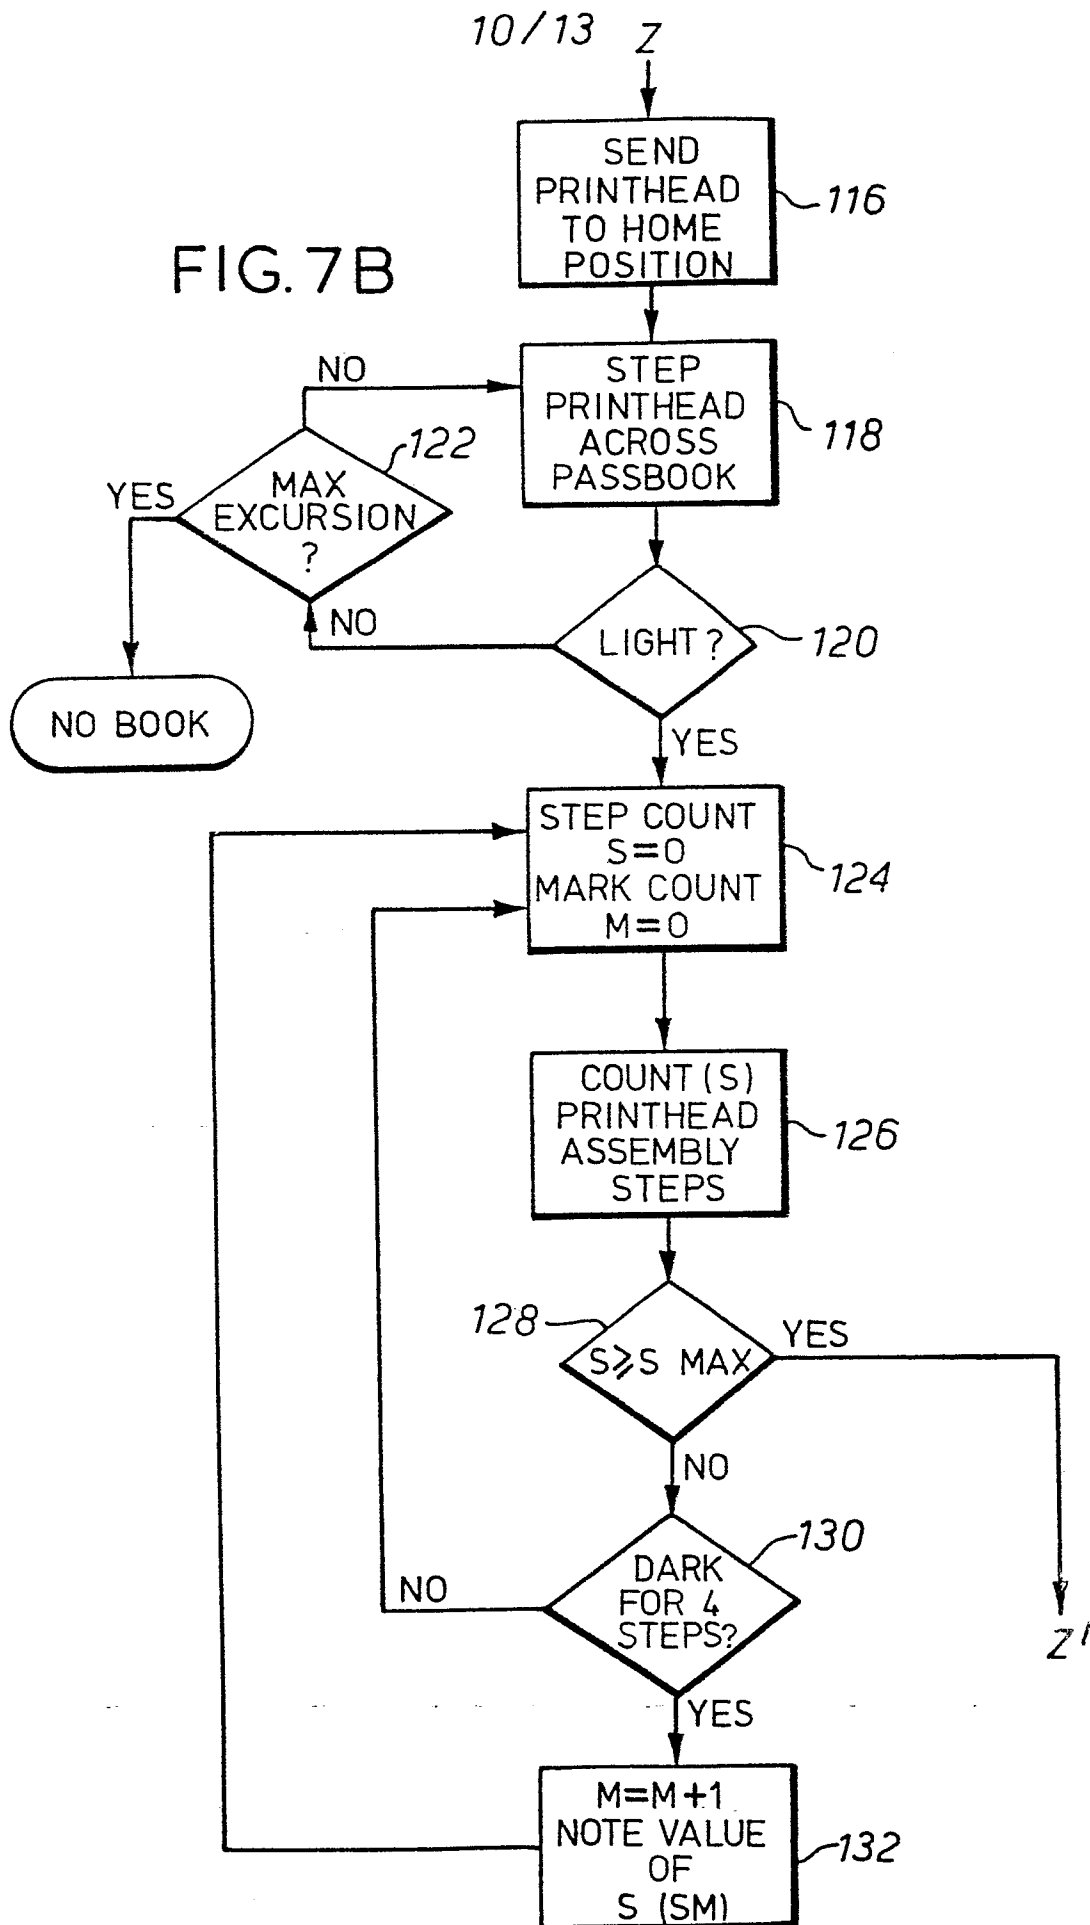 10/13 Z
SEND
PRINTHEAD
TO HOME
POSITION
116
FIG. 7B
NO
STEP
PRINTHEAD
ACROSS
PASSBOOK
118
122
YES
MAX
EXCURSION
?
NO
LIGHT?
120
NO BOOK
YES
STEP COUNT
S=0
MARK COUNT
M=0
124
COUNT (S)
PRINTHEAD
ASSEMBLY
STEPS
126
128
S⩾S MAX
YES
NO
130
DARK
FOR 4
STEPS?
NO
Z'
YES
M=M+1
NOTE VALUE
OF
S (SM)
132